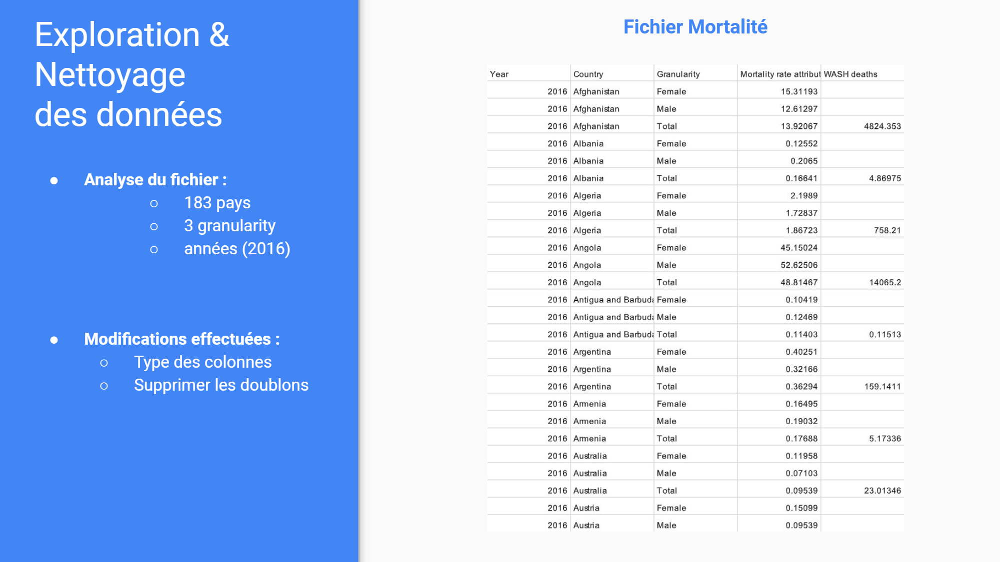 Exploration &
Nettoyage
des données
● Analyse du fichier :
○ 183 pays
○ 3 granularity
○ années (2016)
● Modifications effectuées :
○ Type des colonnes
○ Supprimer les doublons
Fichier Mortalité
Year Country Granularity Mortality rate attribut WASH deaths
2016 Afghanistan Female 15.31193
2016 Afghanistan Male 12.61297
2016 Afghanistan Total 13.92067 4824.353
2016 Albania Female 0.12552
2016 Albania Male 0.2065
2016 Albania Total 0.16641 4.86975
2016 Algeria Female 2.1989
2016 Algeria Male 1.72837
2016 Algeria Total 1.86723 758.21
2016 Angola Female 45.15024
2016 Angola Male 52.62506
2016 Angola Total 48.81467 14065.2
2016 Antigua and Barbuda Female 0.10419
2016 Antigua and Barbuda Male 0.12469
2016 Antigua and Barbuda Total 0.11403 0.11513
2016 Argentina Female 0.40251
2016 Argentina Male 0.32166
2016 Argentina Total 0.36294 159.1411
2016 Armenia Female 0.16495
2016 Armenia Male 0.19032
2016 Armenia Total 0.17688 5.17336
2016 Australia Female 0.11958
2016 Australia Male 0.07103
2016 Australia Total 0.09539 23.01346
2016 Austria Female 0.15099
2016 Austria Male 0.09539